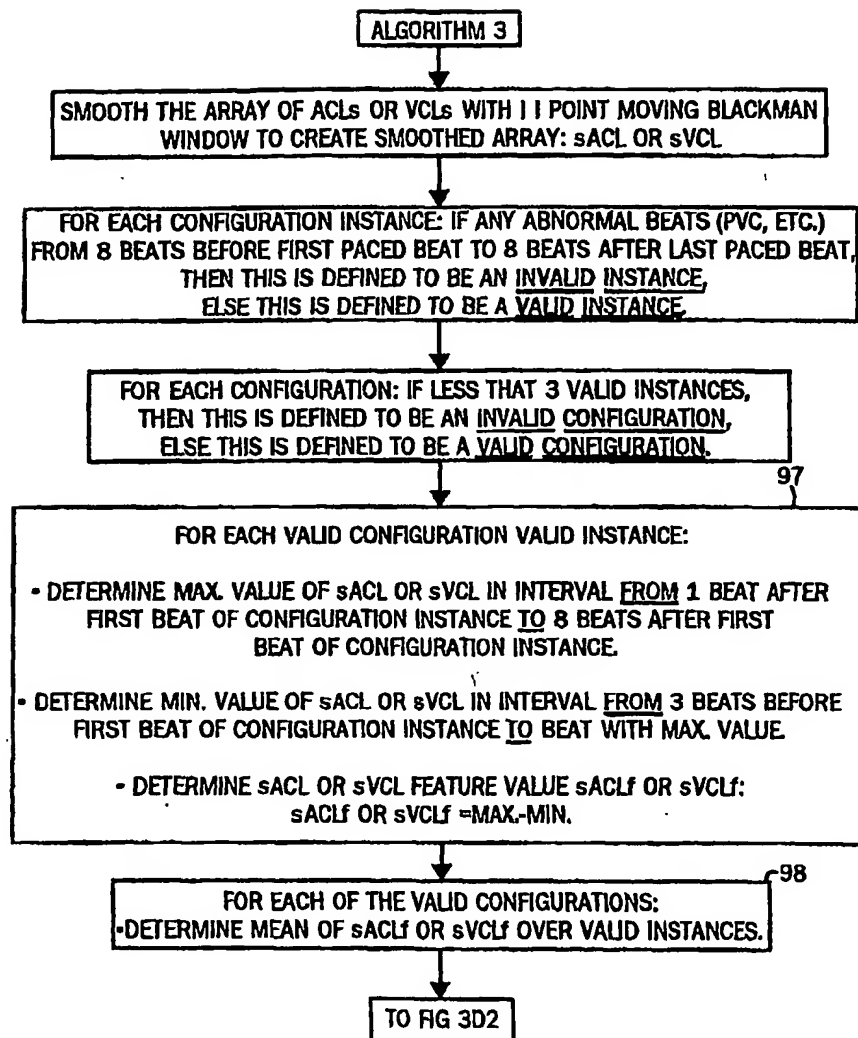 ALGORITHM 3
SMOOTH THE ARRAY OF ACLs OR VCLs WITH 11 POINT MOVING BLACKMAN
WINDOW TO CREATE SMOOTHED ARRAY: sACL OR sVCL
FOR EACH CONFIGURATION INSTANCE: IF ANY ABNORMAL BEATS (PVC, ETC.)
FROM 8 BEATS BEFORE FIRST PACED BEAT TO 8 BEATS AFTER LAST PACED BEAT,
THEN THIS IS DEFINED TO BE AN INVALID INSTANCE,
ELSE THIS IS DEFINED TO BE A VALID INSTANCE.
FOR EACH CONFIGURATION: IF LESS THAT 3 VALID INSTANCES,
THEN THIS IS DEFINED TO BE AN INVALID CONFIGURATION,
ELSE THIS IS DEFINED TO BE A VALID CONFIGURATION.
97
FOR EACH VALID CONFIGURATION VALID INSTANCE:
- DETERMINE MAX. VALUE OF sACL OR sVCL IN INTERVAL FROM 1 BEAT AFTER
FIRST BEAT OF CONFIGURATION INSTANCE TO 8 BEATS AFTER FIRST
BEAT OF CONFIGURATION INSTANCE.
- DETERMINE MIN. VALUE OF sACL OR sVCL IN INTERVAL FROM 3 BEATS BEFORE
FIRST BEAT OF CONFIGURATION INSTANCE TO BEAT WITH MAX. VALUE.
- DETERMINE sACL OR sVCL FEATURE VALUE sACLf OR sVCLf:
sACLf OR sVCLf =MAX.-MIN.
98
FOR EACH OF THE VALID CONFIGURATIONS:
-DETERMINE MEAN OF sACLf OR sVCLf OVER VALID INSTANCES.
TO FIG 3D2